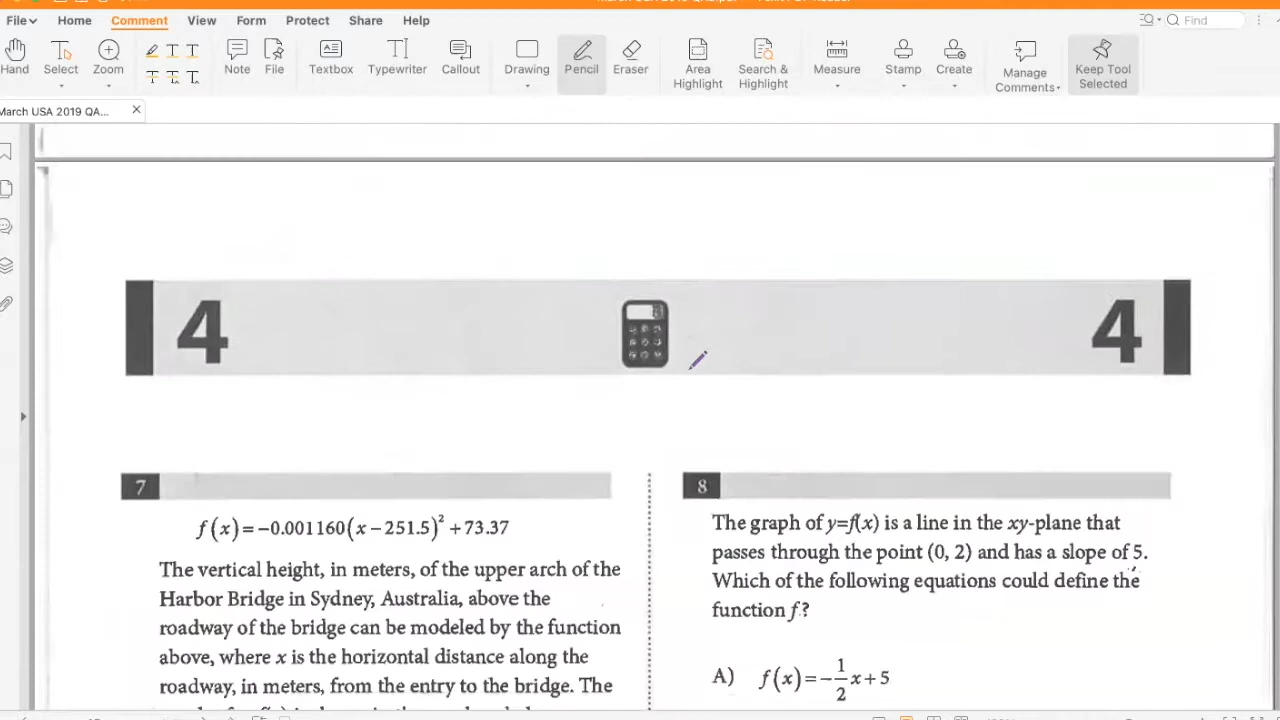 File Home Comment View Form Protect Share Help Find
Hand Select Zoom Note File Textbox Typewriter Callout Drawing Pencil Eraser Area Highlight Search & Highlight Measure Stamp Create Manage Comments Keep Tool Selected
March USA 2019 QA...
4 4
7
f(x)=−0.001160(x−251.5)²+73.37
The vertical height, in meters, of the upper arch of the
Harbor Bridge in Sydney, Australia, above the
roadway of the bridge can be modeled by the function
above, where x is the horizontal distance along the
roadway, in meters, from the entry to the bridge. The
8
The graph of y=f(x) is a line in the xy-plane that
passes through the point (0, 2) and has a slope of 5.
Which of the following equations could define the
function f?
A) f(x)=−1/2x+5